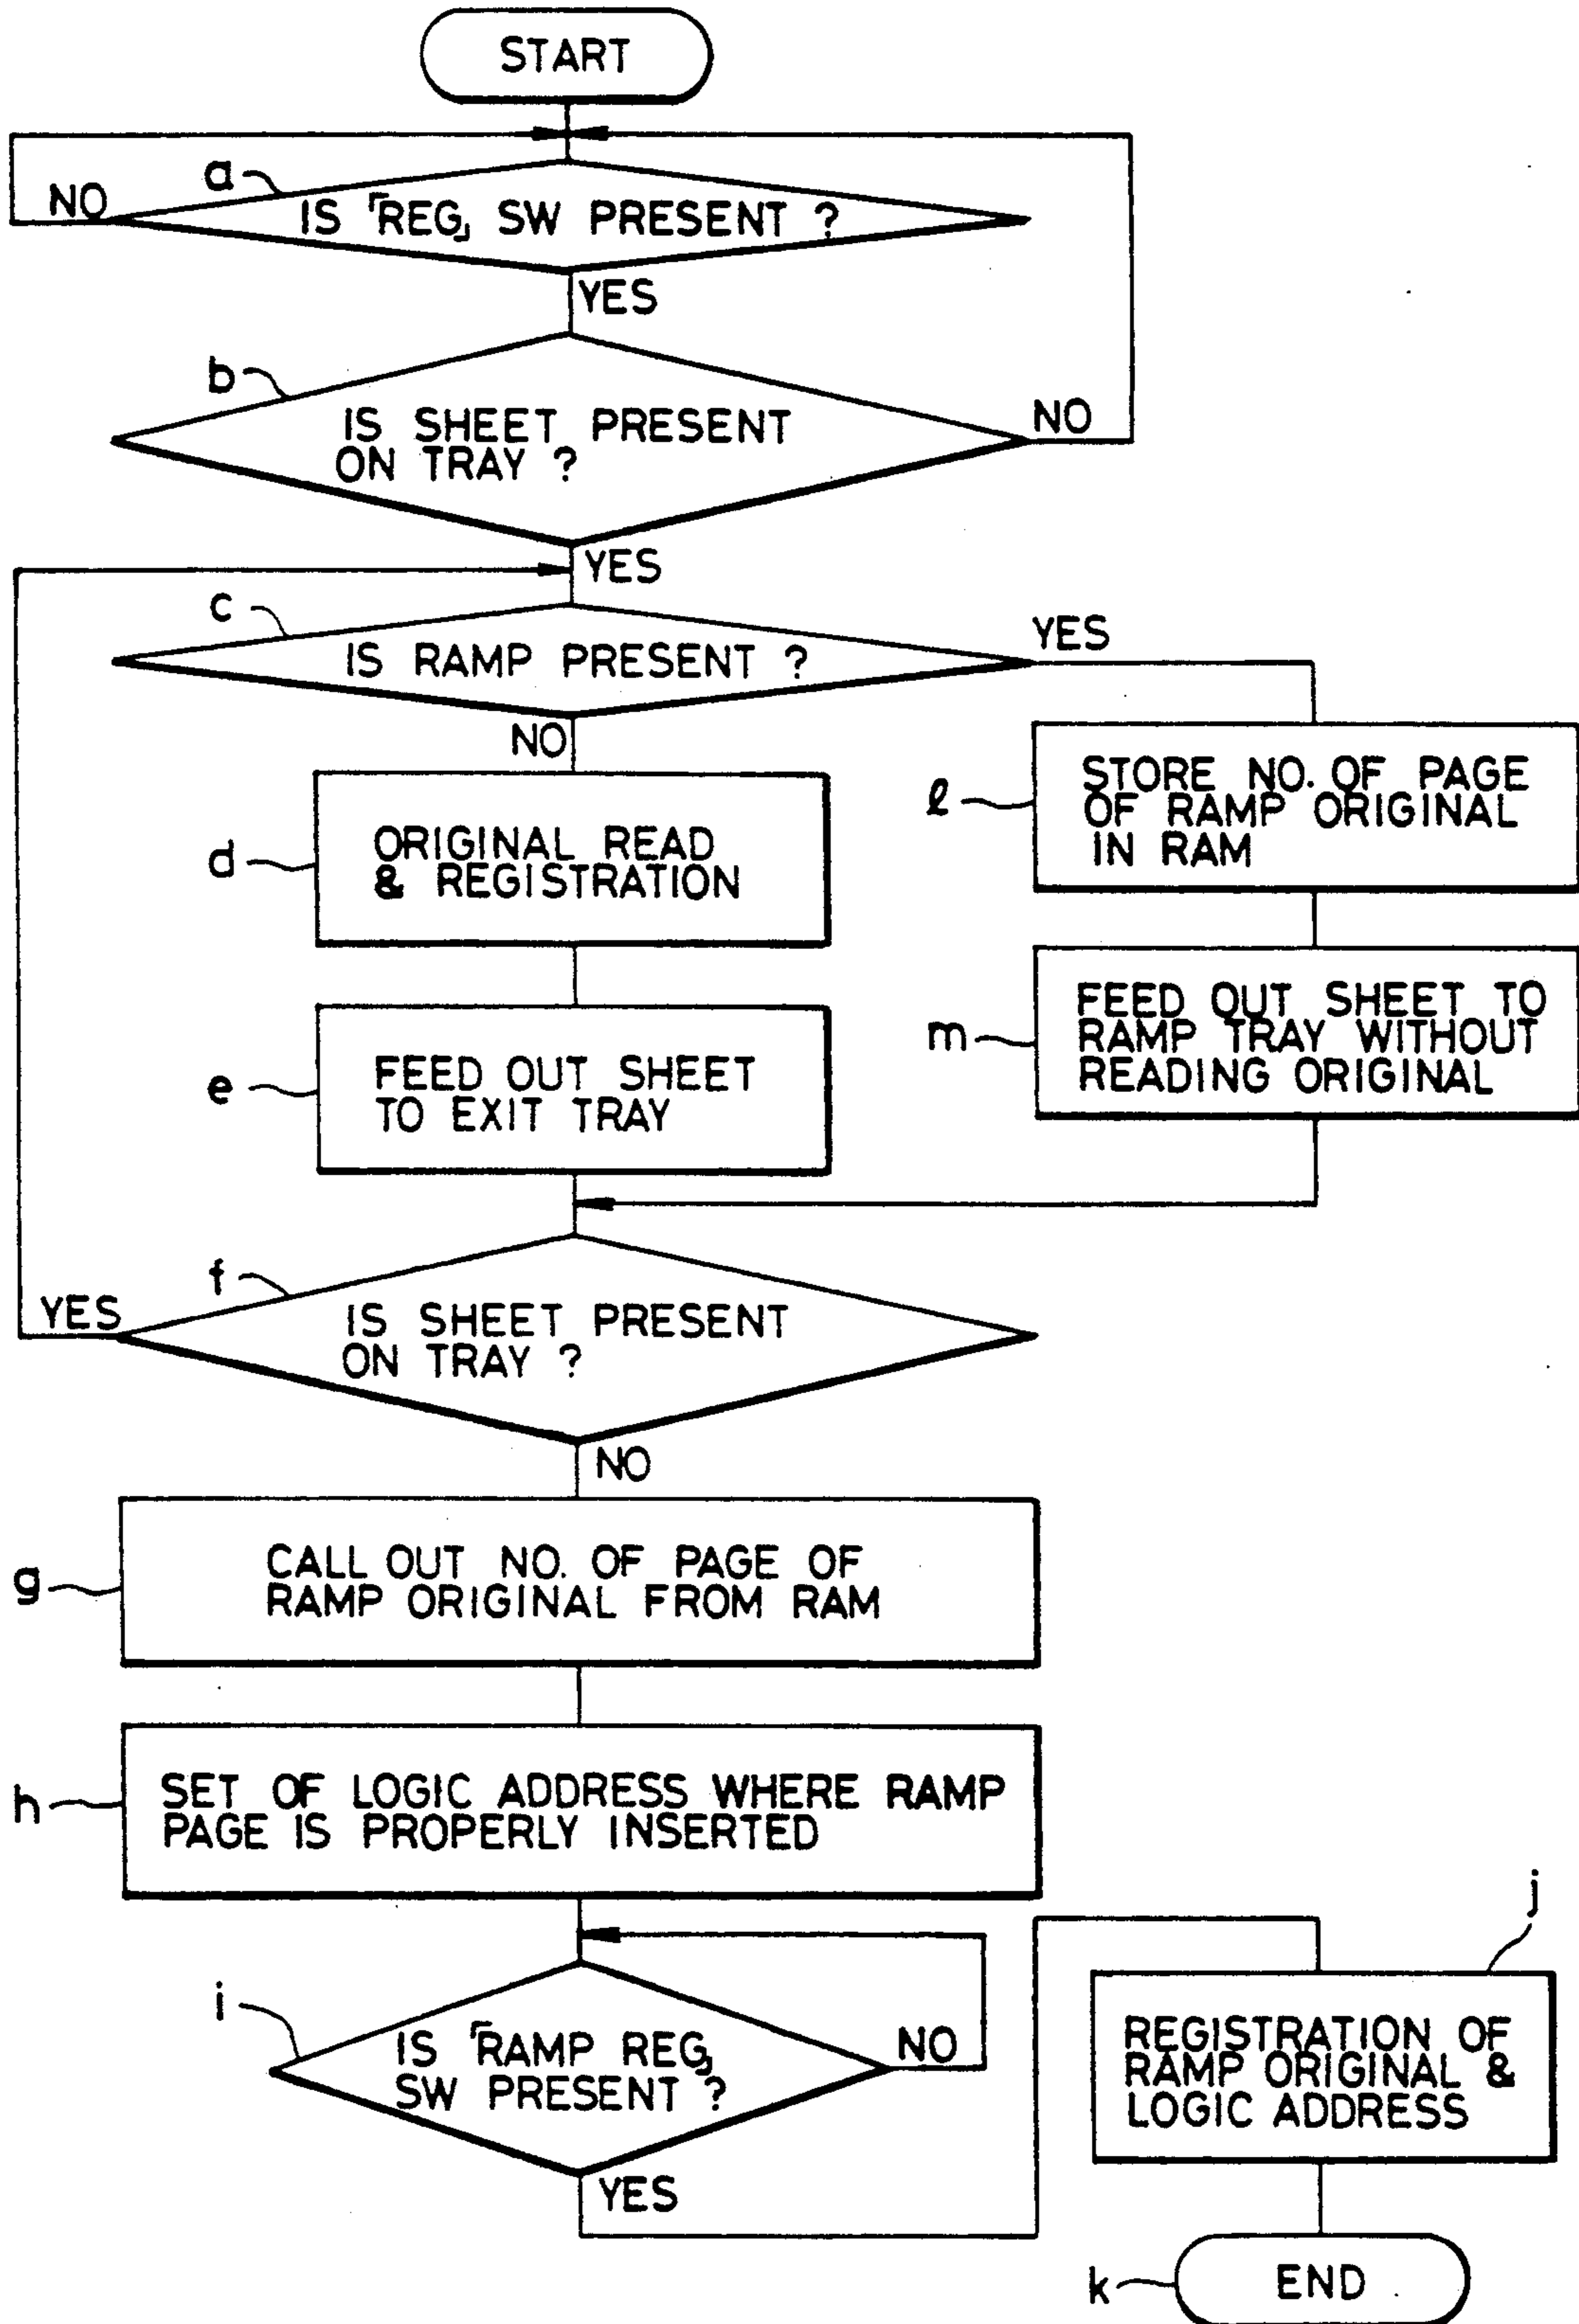 START
a
NO
IS「REG」SW PRESENT ?
YES
b
IS SHEET PRESENT
ON TRAY ?
NO
YES
c
IS RAMP PRESENT ?
YES
NO
d
ORIGINAL READ
& REGISTRATION
ℓ
STORE NO. OF PAGE
OF RAMP ORIGINAL
IN RAM
e
FEED OUT SHEET
TO EXIT TRAY
m
FEED OUT SHEET TO
RAMP TRAY WITHOUT
READING ORIGINAL
f
YES
IS SHEET PRESENT
ON TRAY ?
NO
g
CALL OUT NO. OF PAGE OF
RAMP ORIGINAL FROM RAM
h
SET OF LOGIC ADDRESS WHERE RAMP
PAGE IS PROPERLY INSERTED
i
IS「RAMP REG」
SW PRESENT ?
NO
YES
j
REGISTRATION OF
RAMP ORIGINAL &
LOGIC ADDRESS
k
END